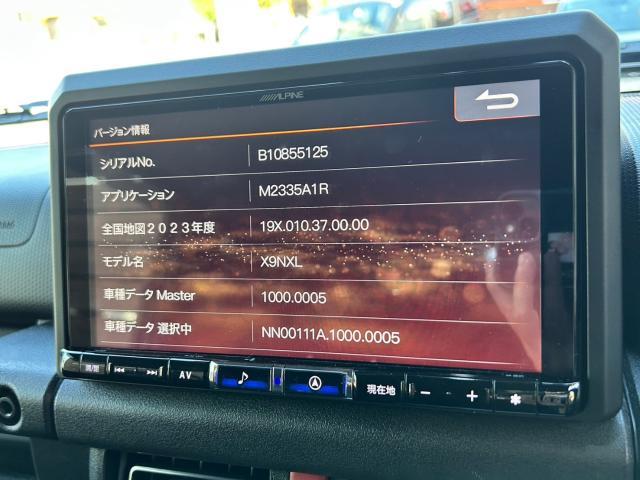 ALPINE
バージョン情報
シリアルNo. B10855125
アプリケーション M2335A1R
全国地図2023年度 19X.010.37.00.00
モデル名 X9NXL
車種データ Master 1000.0005
車種データ 選択中 NN00111A.1000.0005
AV 現在地 − +